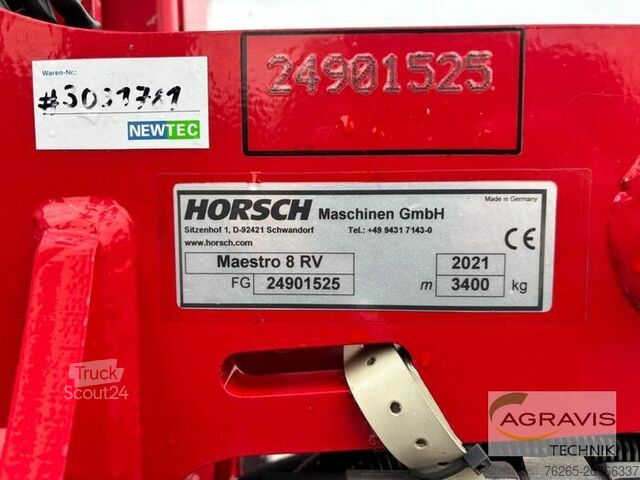 Waren-Nr.:
#5031781
NEWTEC
24901525
HORSCH Maschinen GmbH
Made in Germany
Sitzenhof 1, D-92421 Schwandorf Tel.: +49 9431 7143-0
www.horsch.com
CE
Maestro 8 RV 2021
FG 24901525 m 3400 kg
Truck
Scout24
AGRAVIS
TECHNIK